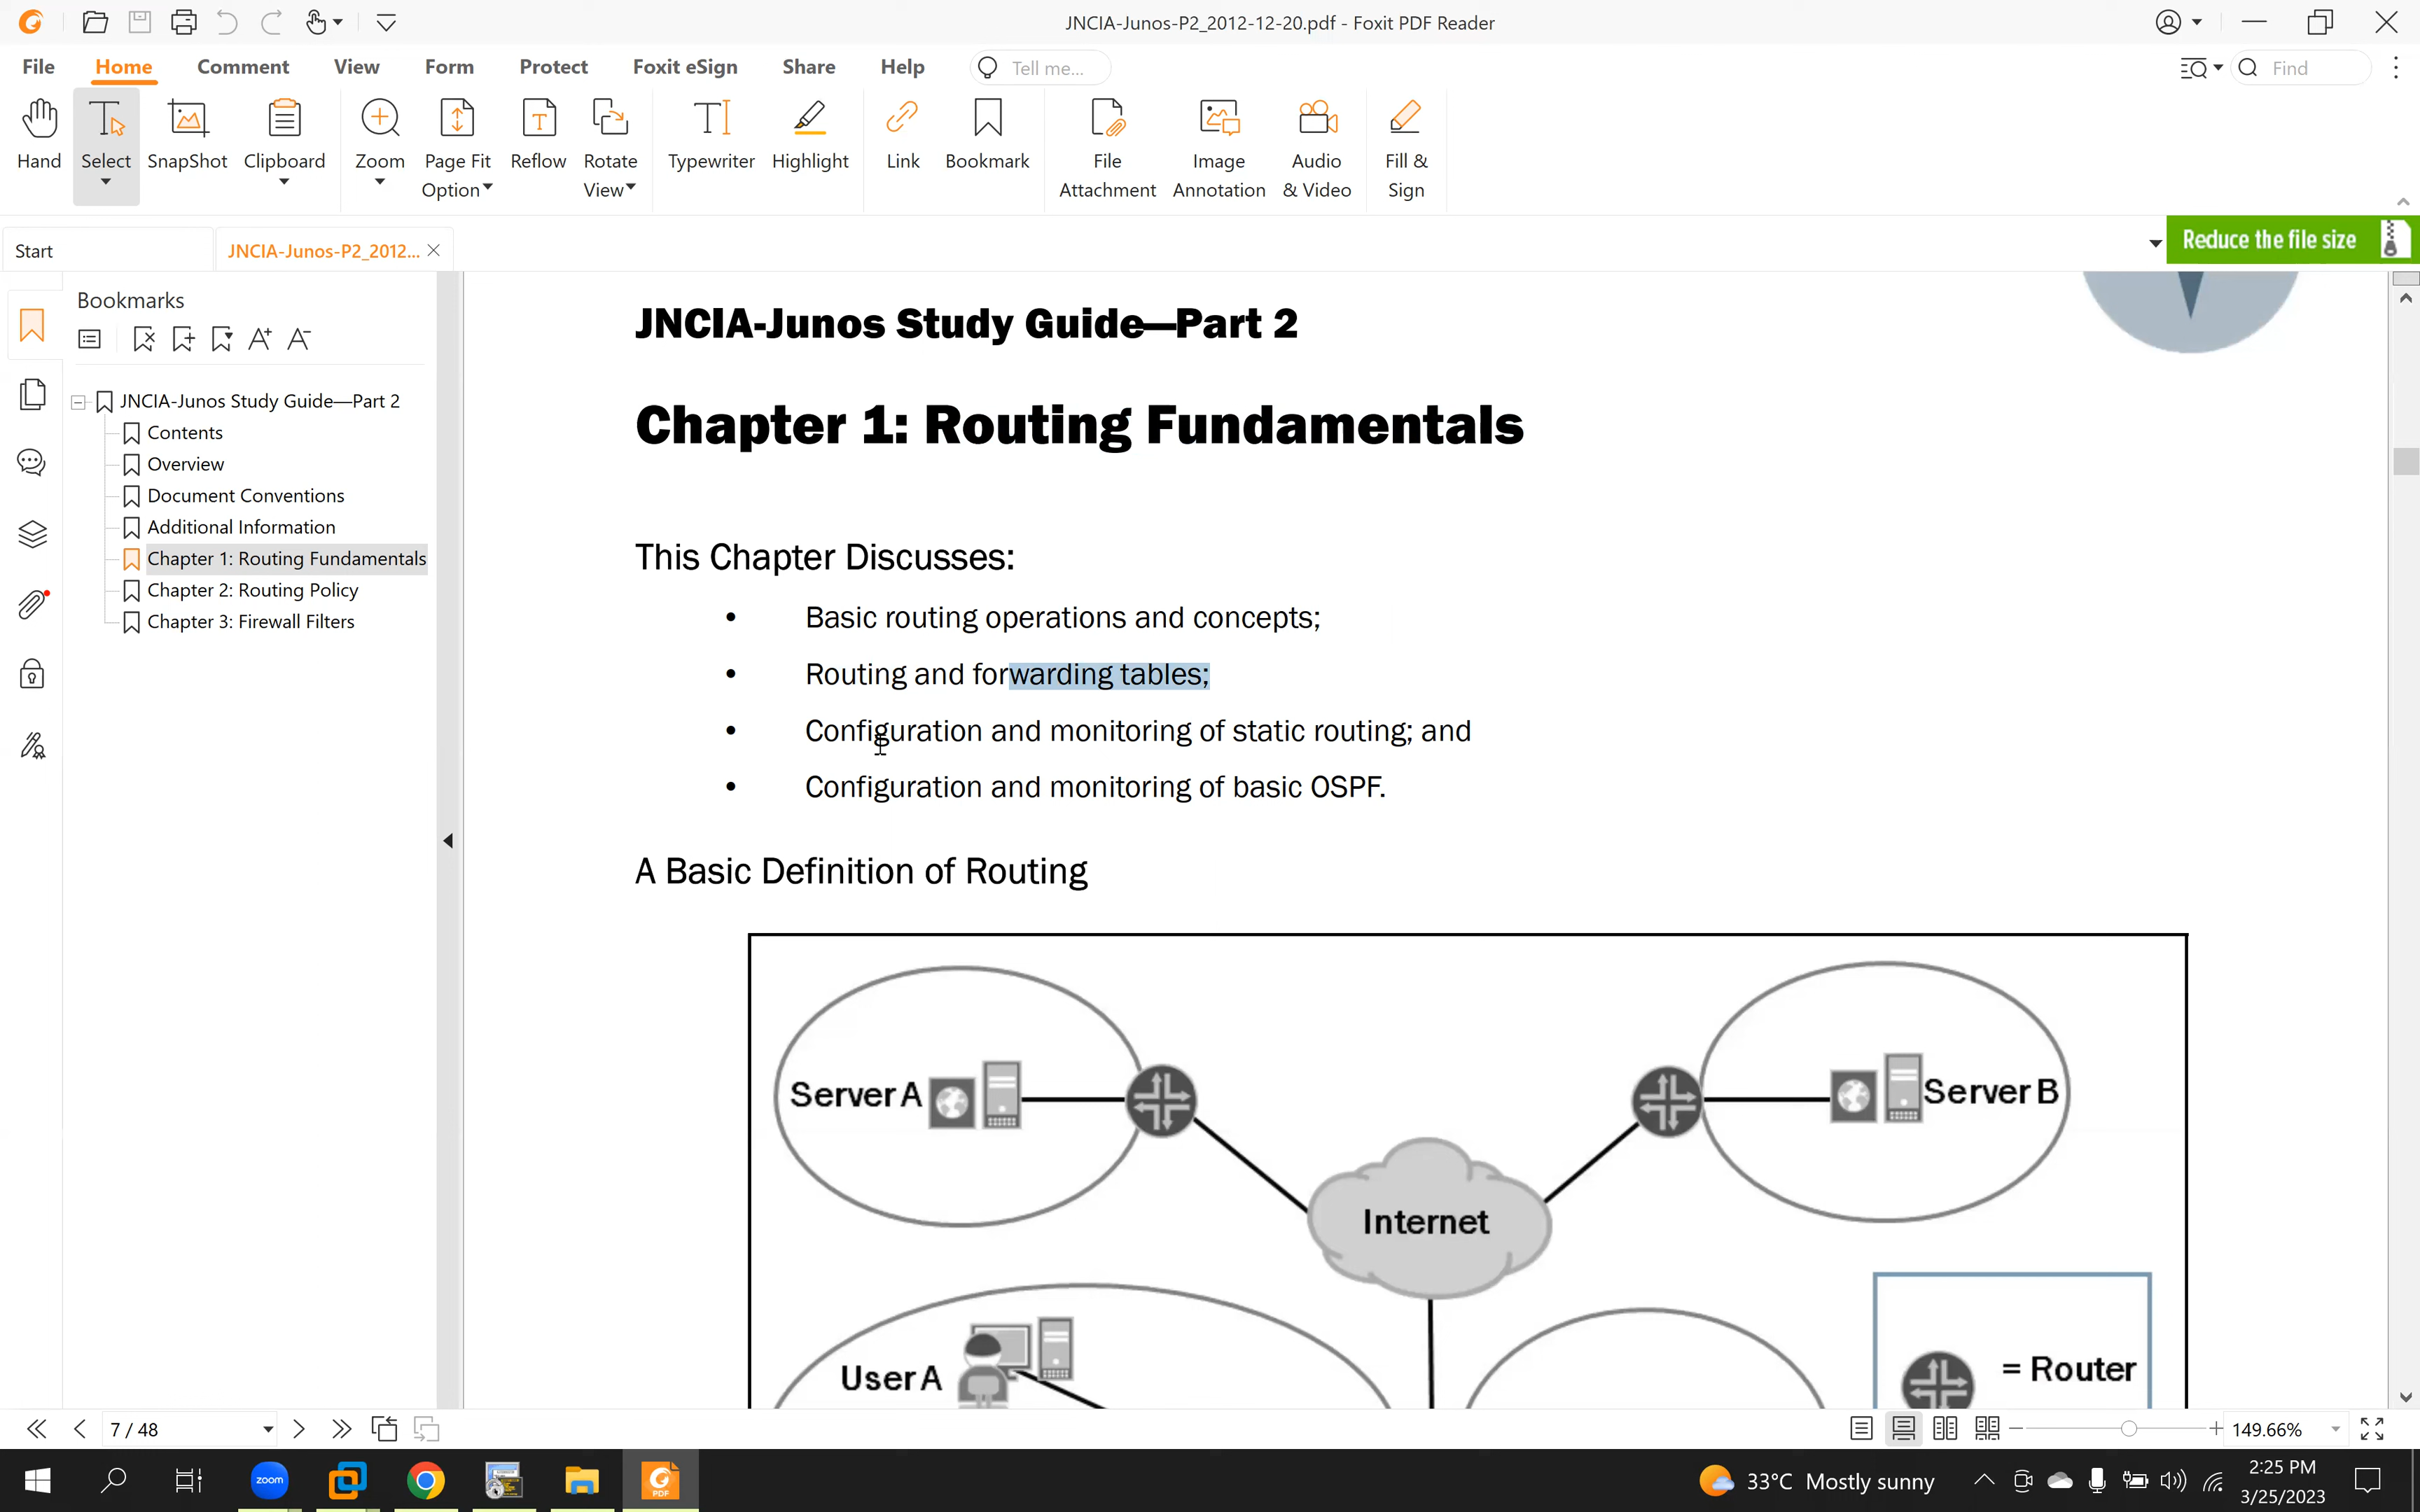 JNCIA-Junos-P2_2012-12-20.pdf - Foxit PDF Reader
File Home Comment View Form Protect Foxit eSign Share Help Tell me... Find
Hand Select SnapShot Clipboard Zoom Page Fit Option Reflow Rotate View Typewriter Highlight Link Bookmark File Attachment Image Annotation Audio & Video Fill & Sign
Start JNCIA-Junos-P2_2012... Reduce the file size
Bookmarks
JNCIA-Junos Study Guide—Part 2
Contents
Overview
Document Conventions
Additional Information
Chapter 1: Routing Fundamentals
Chapter 2: Routing Policy
Chapter 3: Firewall Filters
JNCIA-Junos Study Guide—Part 2
Chapter 1: Routing Fundamentals
This Chapter Discusses:
• Basic routing operations and concepts;
• Routing and forwarding tables;
• Configuration and monitoring of static routing; and
• Configuration and monitoring of basic OSPF.
A Basic Definition of Routing
Server A
Server B
Internet
User A
= Router
7 / 48 149.66%
zoom PDF 33°C Mostly sunny 2:25 PM
3/25/2023